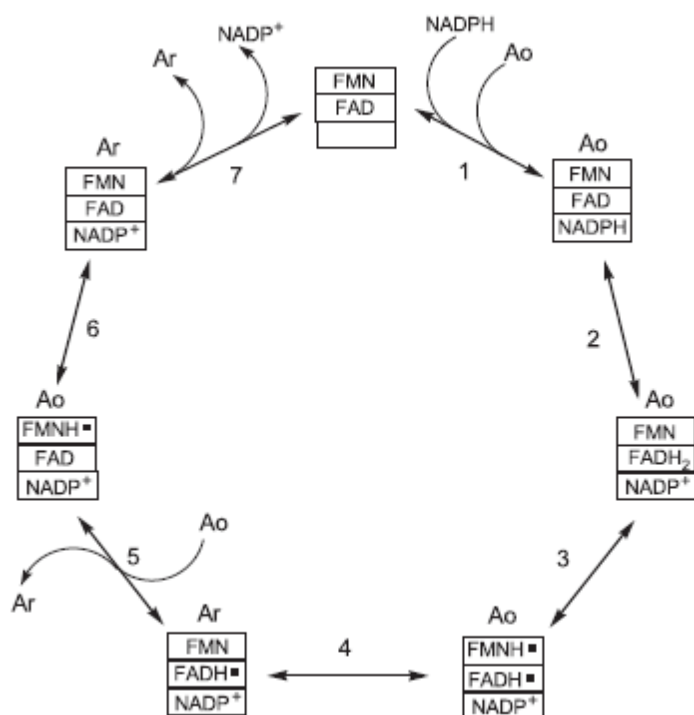 NADP⁺
NADPH
Ar
Ao
FMN
FAD
7
1
Ar
FMN
FAD
NADP⁺
Ao
FMN
FAD
NADPH
6
2
Ao
FMNH▪
FAD
NADP⁺
Ao
FMN
FADH₂
NADP⁺
5
Ao
Ar
3
Ar
FMN
FADH▪
NADP⁺
4
Ao
FMNH▪
FADH▪
NADP⁺